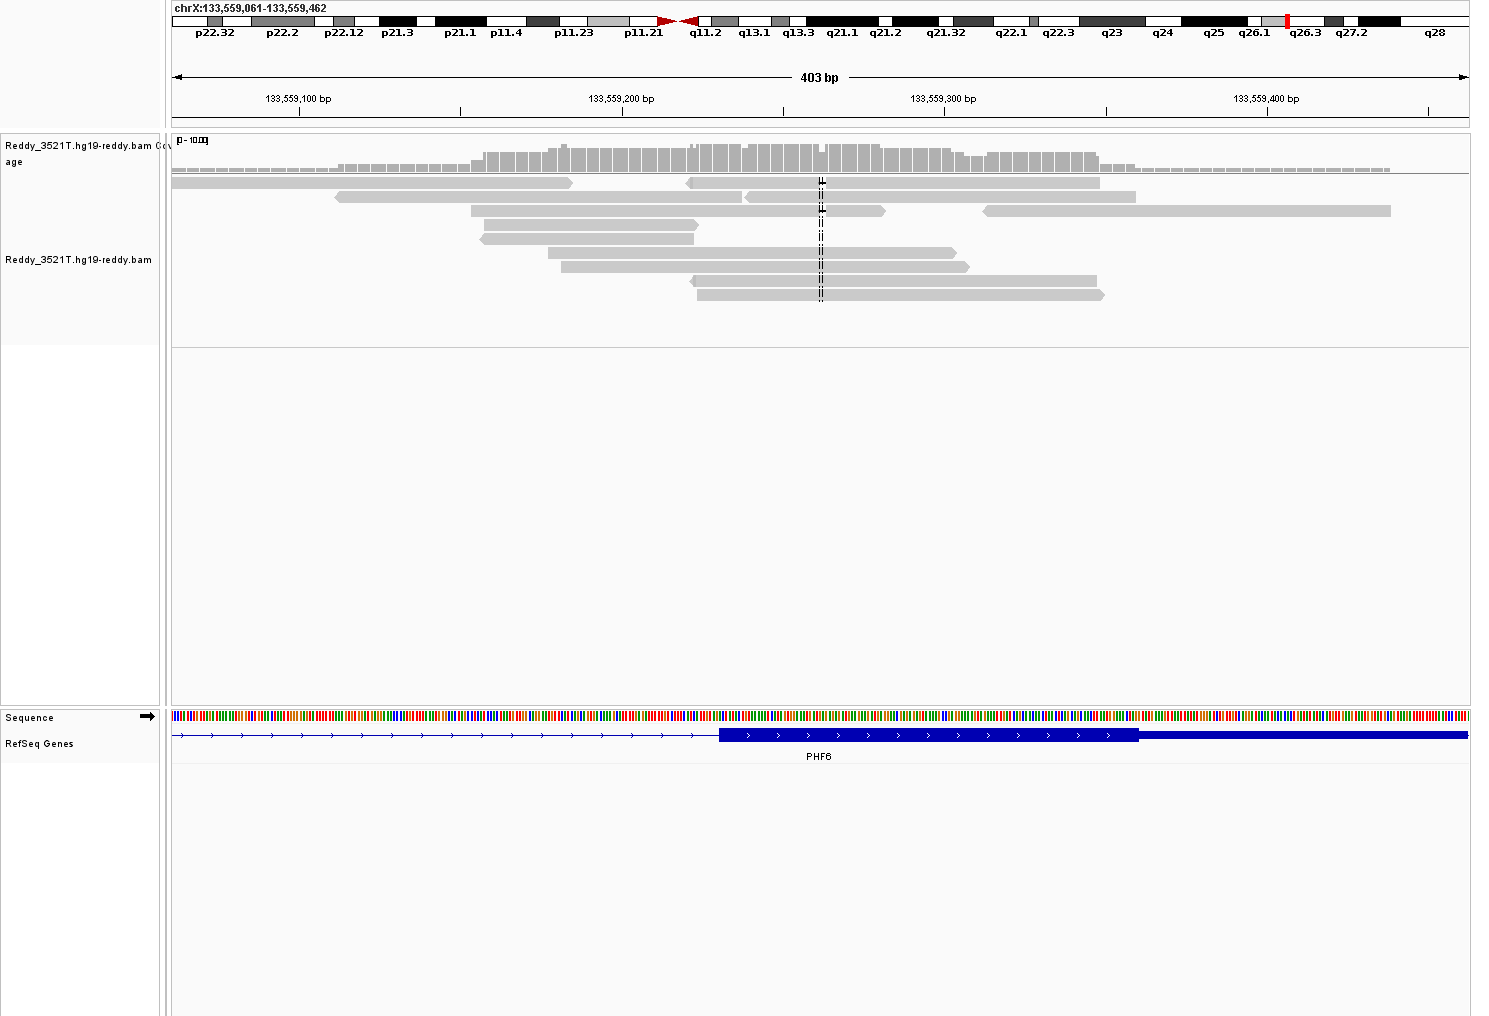 chrX:133,559,061-133,559,462
p22.32 p22.2 p22.12 p21.3 p21.1 p11.4 p11.23 p11.21 q11.2 q13.1 q13.3 q21.1 q21.2 q21.32 q22.1 q22.3 q23 q24 q25 q26.1 q26.3 q27.2 q28
403 bp
133,559,100 bp 133,559,200 bp 133,559,300 bp 133,559,400 bp
Reddy_3521T.hg19-reddy.bam Cov
age
[0 - 10.00]
Reddy_3521T.hg19-reddy.bam
Sequence
RefSeq Genes
PHF6